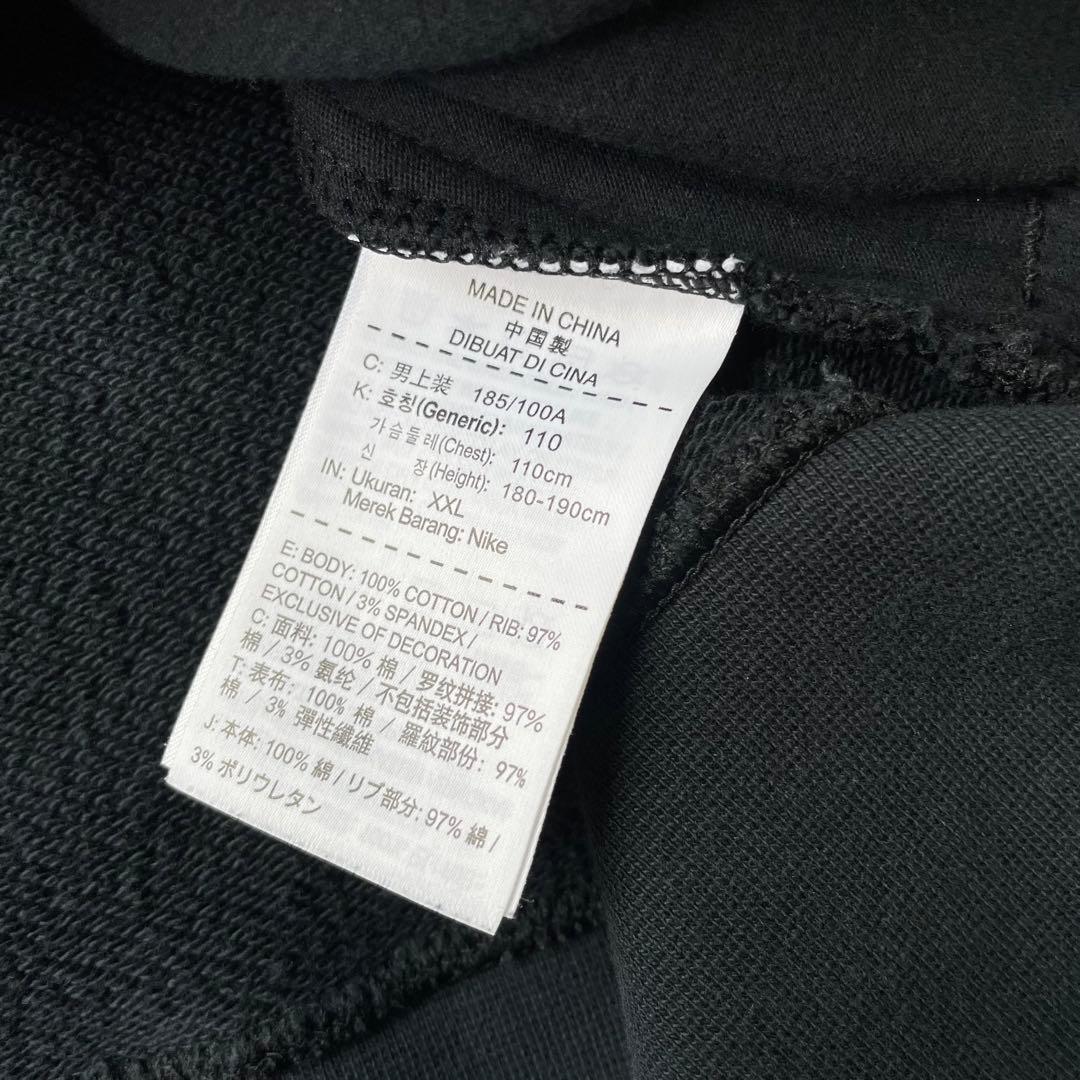 MADE IN CHINA
中国製
DIBUAT DI CINA
C: 男上装 185/100A
K: 호칭(Generic): 110
가슴둘레(Chest): 110cm
신 장(Height): 180-190cm
IN: Ukuran: XXL
Merek Barang: Nike
E: BODY: 100% COTTON / RIB: 97%
COTTON / 3% SPANDEX /
EXCLUSIVE OF DECORATION
C: 面料: 100% 棉 / 罗纹拼接: 97%
棉 / 3% 氨纶 / 不包括装饰部分
T: 表布: 100% 棉 / 羅紋部份: 97%
棉 / 3% 彈性纖維
J: 本体: 100% 綿 / リブ部分: 97% 綿 /
3% ポリウレタン